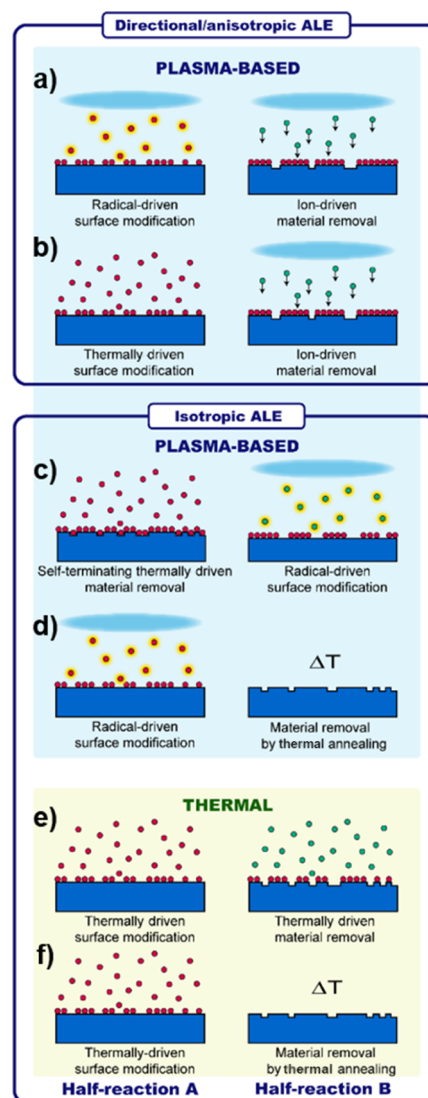 Directional/anisotropic ALE
PLASMA-BASED
a)
Radical-driven
surface modification
Ion-driven
material removal
b)
Thermally driven
surface modification
Ion-driven
material removal
Isotropic ALE
PLASMA-BASED
c)
Self-terminating thermally driven
material removal
Radical-driven
surface modification
d)
ΔT
Radical-driven
surface modification
Material removal
by thermal annealing
THERMAL
e)
Thermally driven
surface modification
Thermally driven
material removal
f)
ΔT
Thermally-driven
surface modification
Material removal
by thermal annealing
Half-reaction A
Half-reaction B